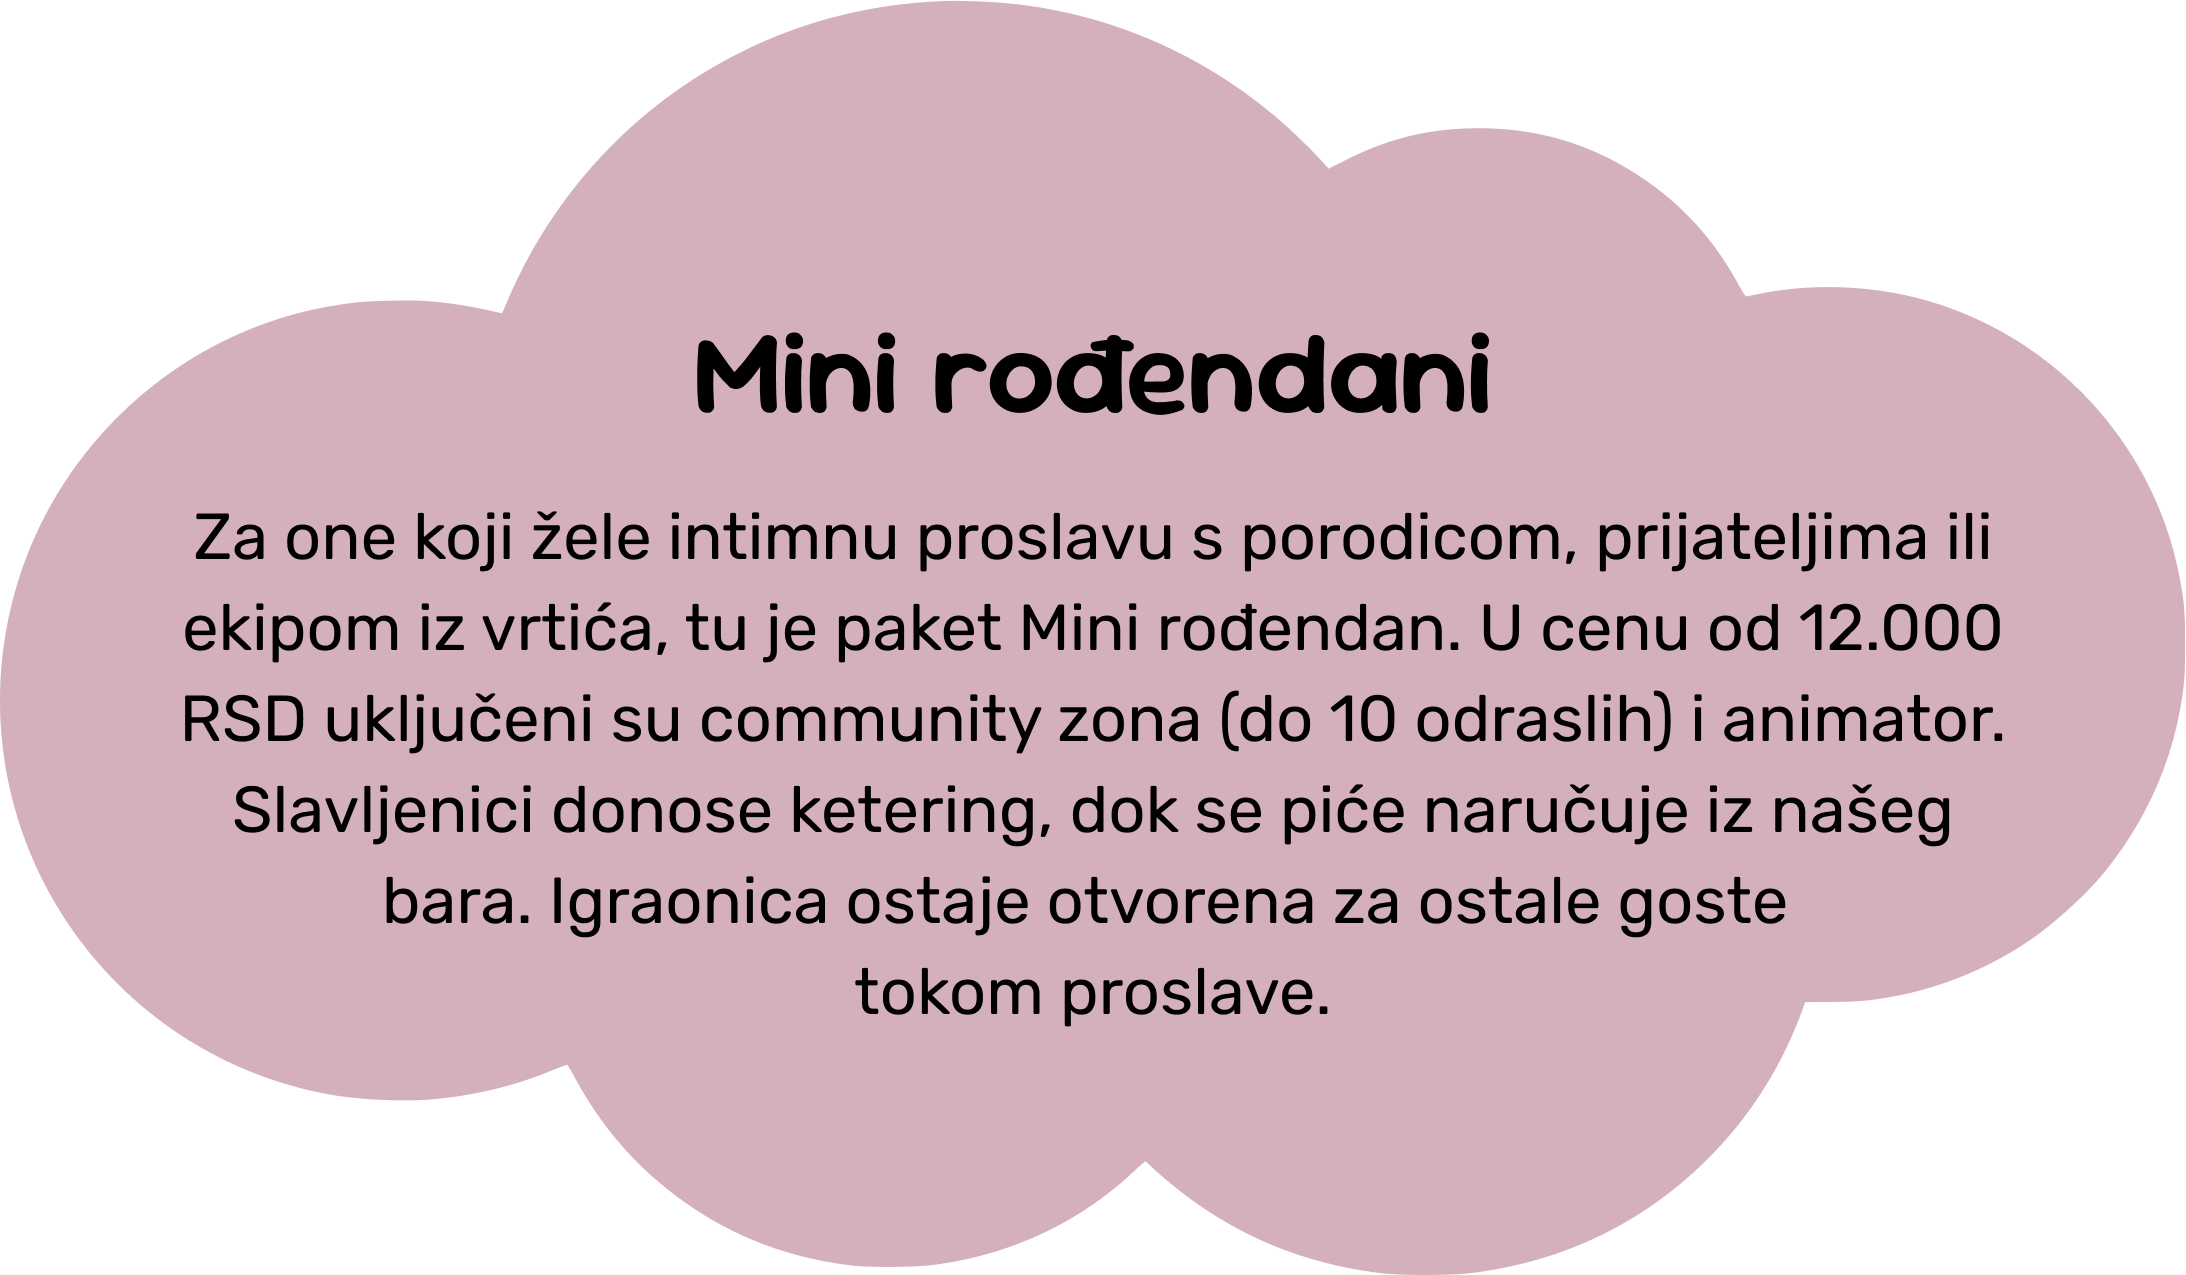 Mini rođendani
Za one koji žele intimnu proslavu s porodicom, prijateljima ili
ekipom iz vrtića, tu je paket Mini rođendan. U cenu od 12.000
RSD uključeni su community zona (do 10 odraslih) i animator.
Slavljenici donose ketering, dok se piće naručuje iz našeg
bara. Igraonica ostaje otvorena za ostale goste
tokom proslave.